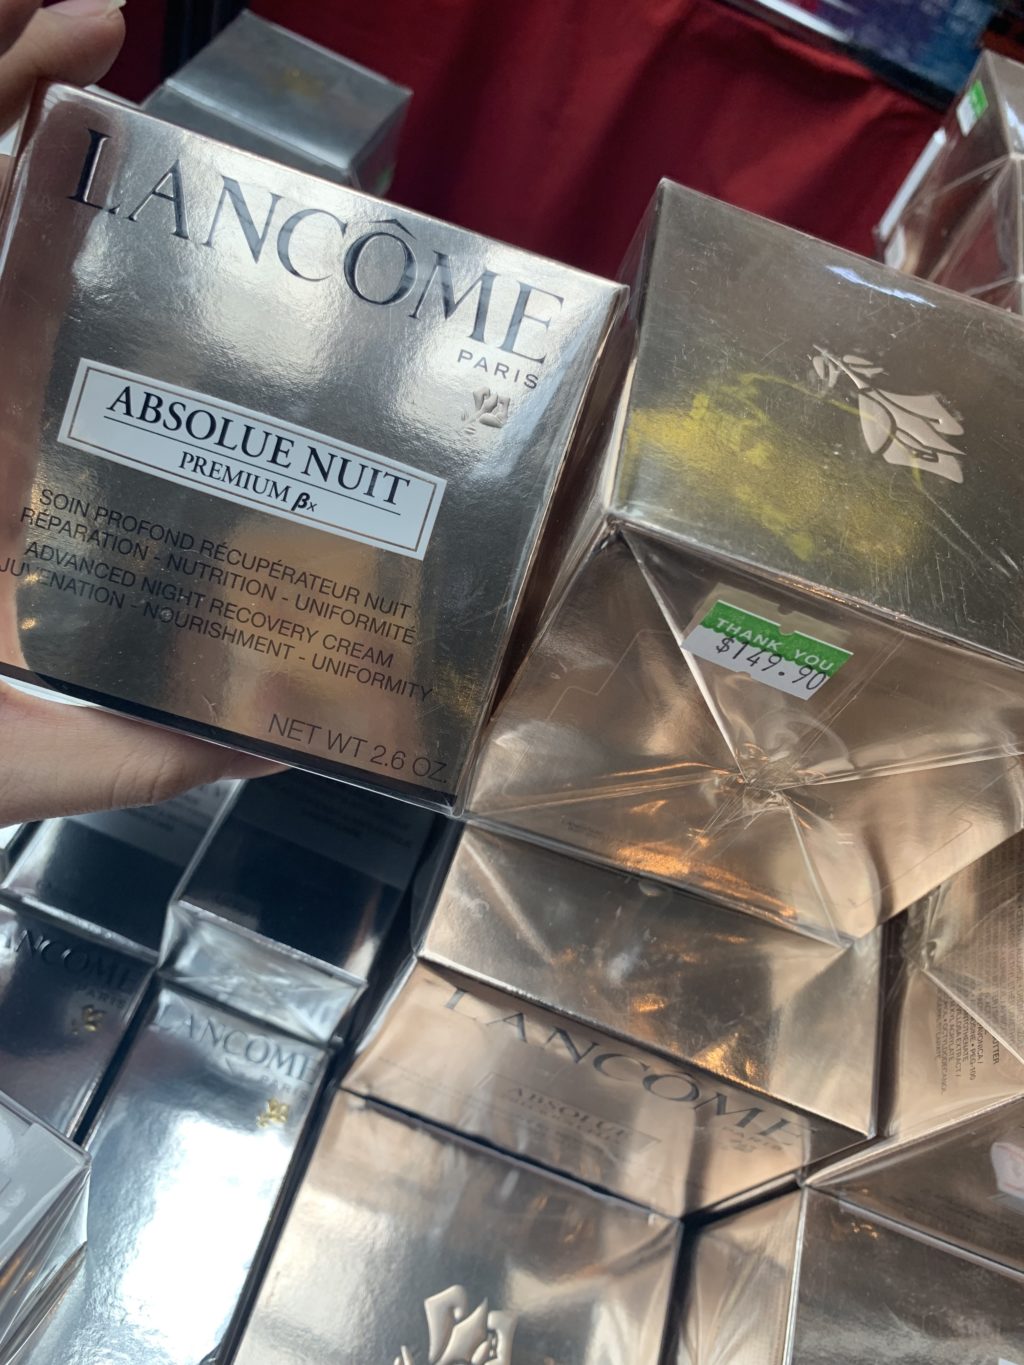 LANCÔME
PARIS
ABSOLUE NUIT
PREMIUM βx
SOIN PROFOND RÉCUPÉRATEUR NUIT
RÉPARATION - NUTRITION - UNIFORMITÉ
ADVANCED NIGHT RECOVERY CREAM
JUVENATION - NOURISHMENT - UNIFORMITY
NET WT 2.6 OZ.
THANK YOU
$149.90
LANCÔME
PARIS
LANCÔME
LANCÔME
ABSOLUE